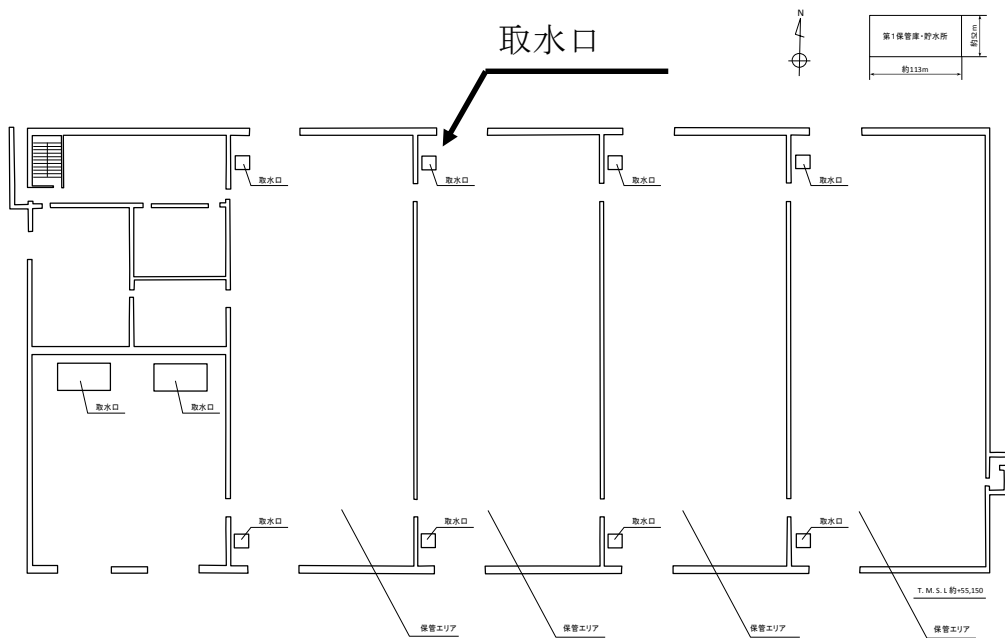 取水口
N
第1保管庫・貯水所
約52m
約113m
取水口
取水口
取水口
取水口
取水口
取水口
取水口
取水口
取水口
取水口
T. M. S. L 約+55,150
保管エリア
保管エリア
保管エリア
保管エリア